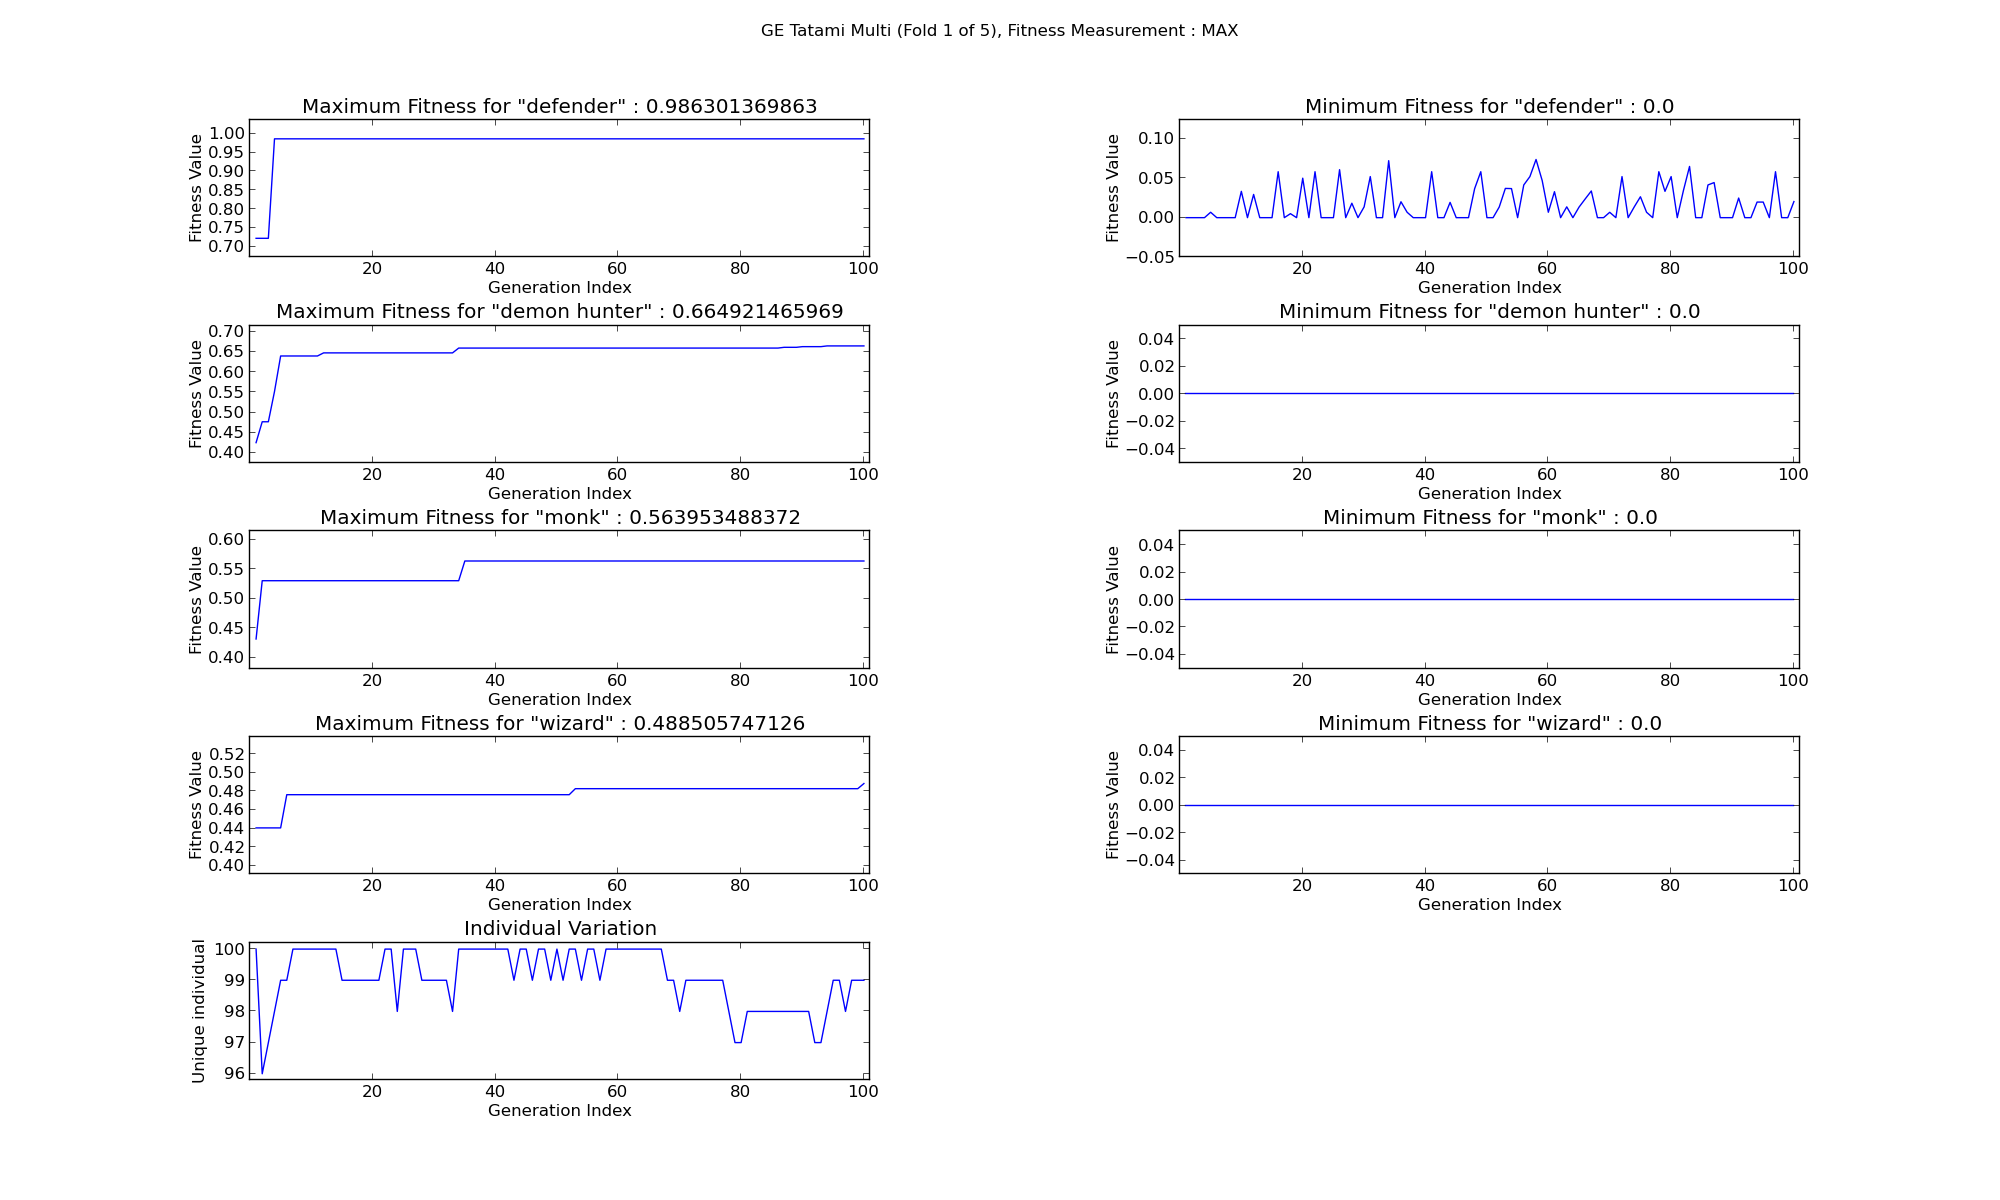 GE Tatami Multi (Fold 1 of 5), Fitness Measurement : MAX
Maximum Fitness for "defender" : 0.986301369863
Fitness Value
1.00
0.95
0.90
0.85
0.80
0.75
0.70
20 40 60 80 100
Generation Index
Minimum Fitness for "defender" : 0.0
Fitness Value
0.10
0.05
0.00
−0.05
20 40 60 80 100
Generation Index
Maximum Fitness for "demon hunter" : 0.664921465969
Fitness Value
0.70
0.65
0.60
0.55
0.50
0.45
0.40
20 40 60 80 100
Generation Index
Minimum Fitness for "demon hunter" : 0.0
Fitness Value
0.04
0.02
0.00
−0.02
−0.04
20 40 60 80 100
Generation Index
Maximum Fitness for "monk" : 0.563953488372
Fitness Value
0.60
0.55
0.50
0.45
0.40
20 40 60 80 100
Generation Index
Minimum Fitness for "monk" : 0.0
Fitness Value
0.04
0.02
0.00
−0.02
−0.04
20 40 60 80 100
Generation Index
Maximum Fitness for "wizard" : 0.488505747126
Fitness Value
0.52
0.50
0.48
0.46
0.44
0.42
0.40
20 40 60 80 100
Generation Index
Minimum Fitness for "wizard" : 0.0
Fitness Value
0.04
0.02
0.00
−0.02
−0.04
20 40 60 80 100
Generation Index
Individual Variation
Unique individual
100
99
98
97
96
20 40 60 80 100
Generation Index